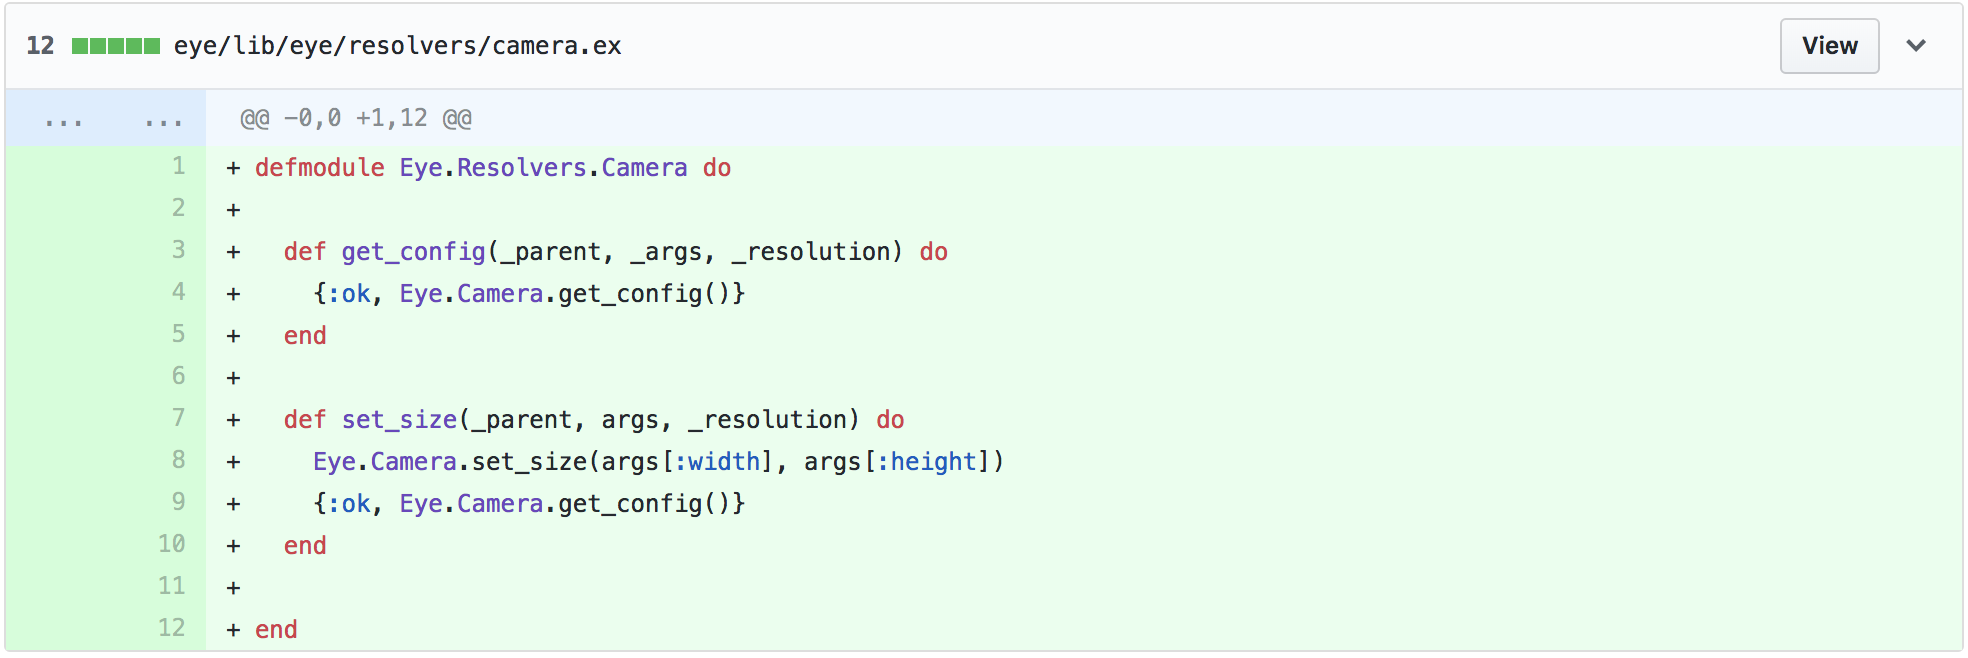 12 eye/lib/eye/resolvers/camera.ex View
... ... @@ -0,0 +1,12 @@
1 + defmodule Eye.Resolvers.Camera do
2 +
3 +   def get_config(_parent, _args, _resolution) do
4 +     {:ok, Eye.Camera.get_config()}
5 +   end
6 +
7 +   def set_size(_parent, args, _resolution) do
8 +     Eye.Camera.set_size(args[:width], args[:height])
9 +     {:ok, Eye.Camera.get_config()}
10 +   end
11 +
12 + end